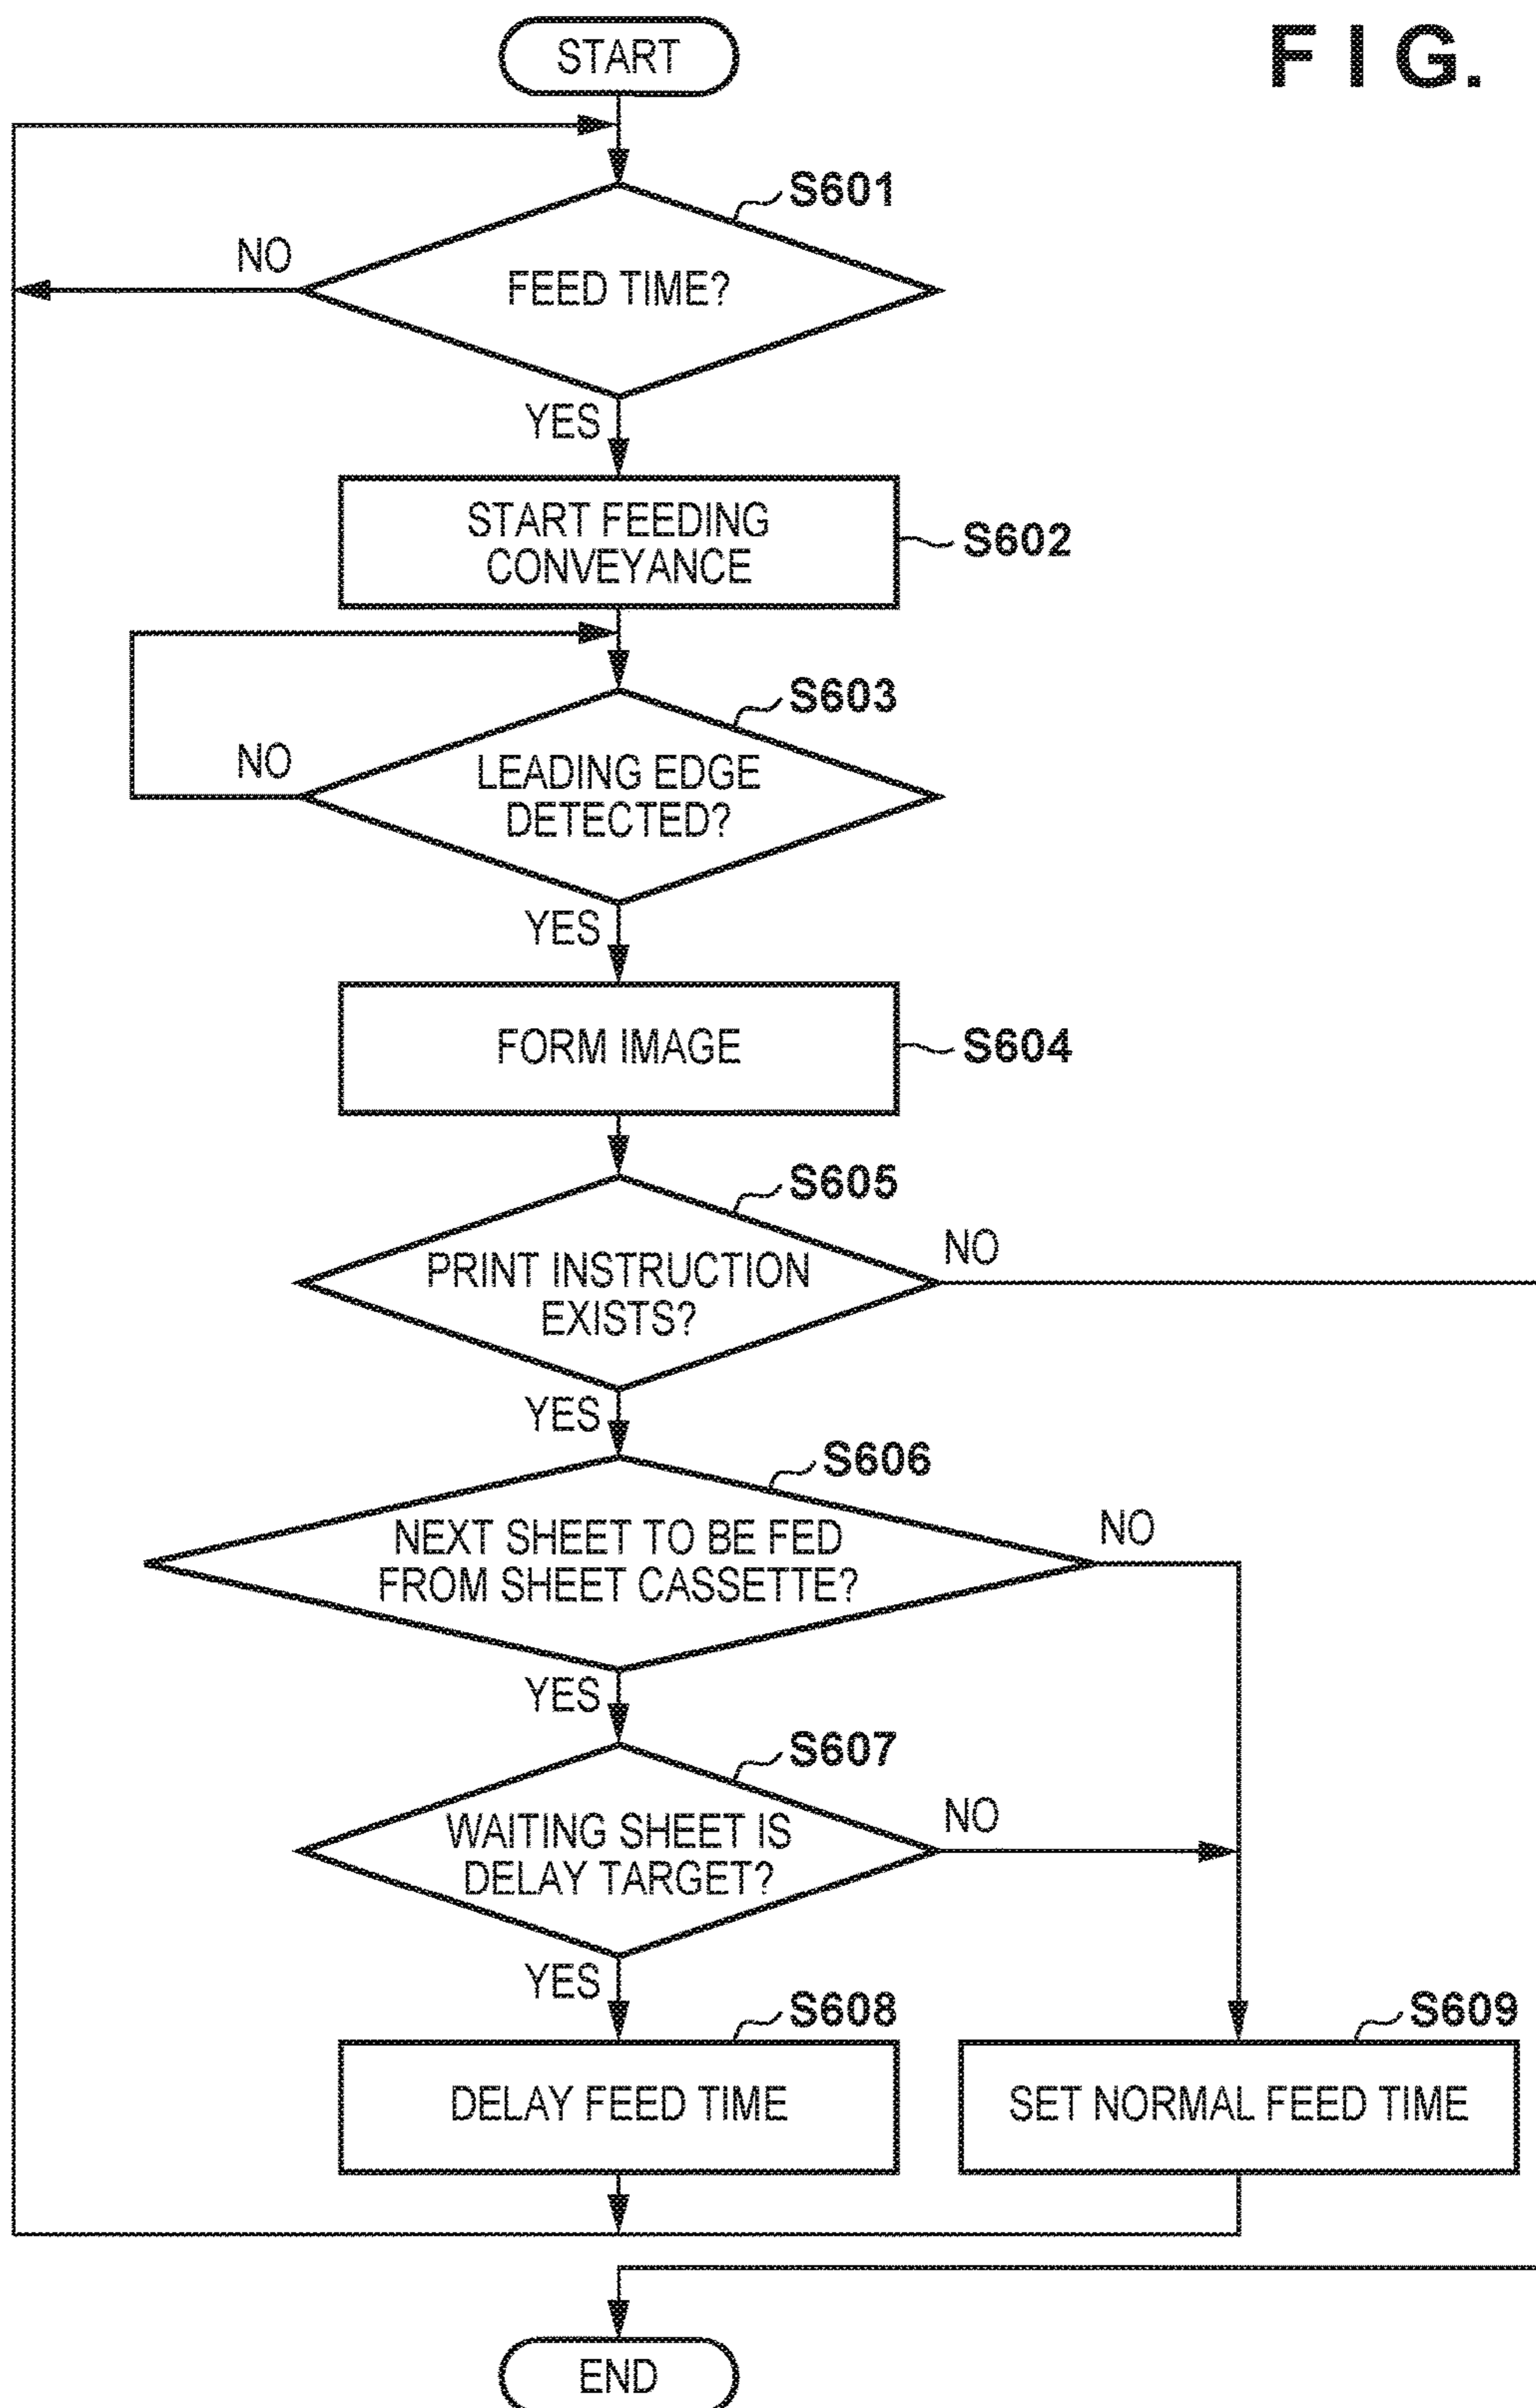 FIG.
START
S601
NO
FEED TIME?
YES
START FEEDING
CONVEYANCE
S602
S603
NO
LEADING EDGE
DETECTED?
YES
FORM IMAGE
S604
S605
NO
PRINT INSTRUCTION
EXISTS?
YES
S606
NO
NEXT SHEET TO BE FED
FROM SHEET CASSETTE?
YES
S607
NO
WAITING SHEET IS
DELAY TARGET?
YES
S608
S609
DELAY FEED TIME
SET NORMAL FEED TIME
END